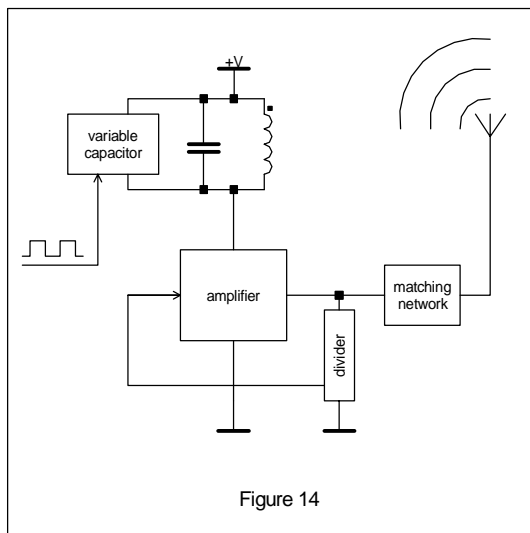 +V
variable
capacitor
amplifier
matching
network
divider
Figure 14